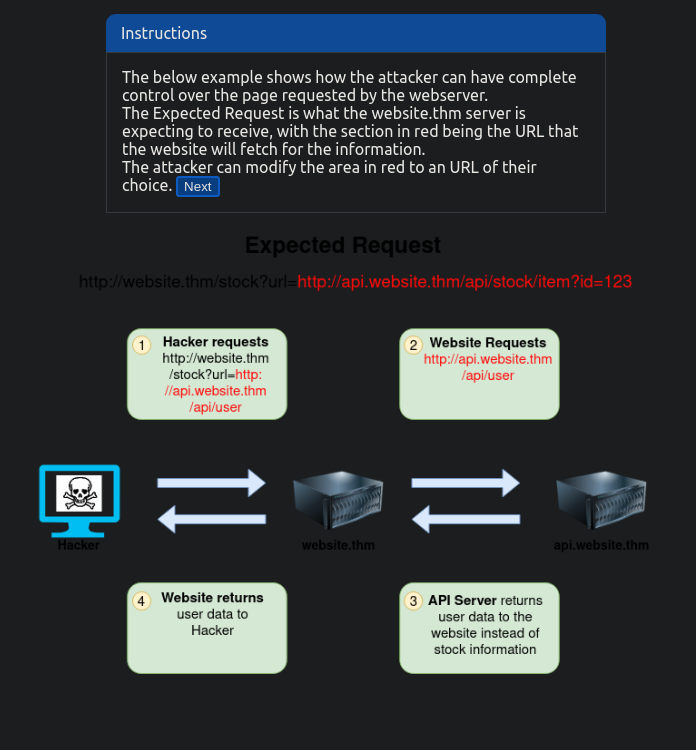 Instructions
The below example shows how the attacker can have complete
control over the page requested by the webserver.
The Expected Request is what the website.thm server is
expecting to receive, with the section in red being the URL that
the website will fetch for the information.
The attacker can modify the area in red to an URL of their
choice. Next
Expected Request
http://website.thm/stock?url=http://api.website.thm/api/stock/item?id=123
1 Hacker requests
http://website.thm
/stock?url=http:
//api.website.thm
/api/user
2 Website Requests
http://api.website.thm
/api/user
Hacker
website.thm
api.website.thm
4 Website returns
user data to
Hacker
3 API Server returns
user data to the
website instead of
stock information